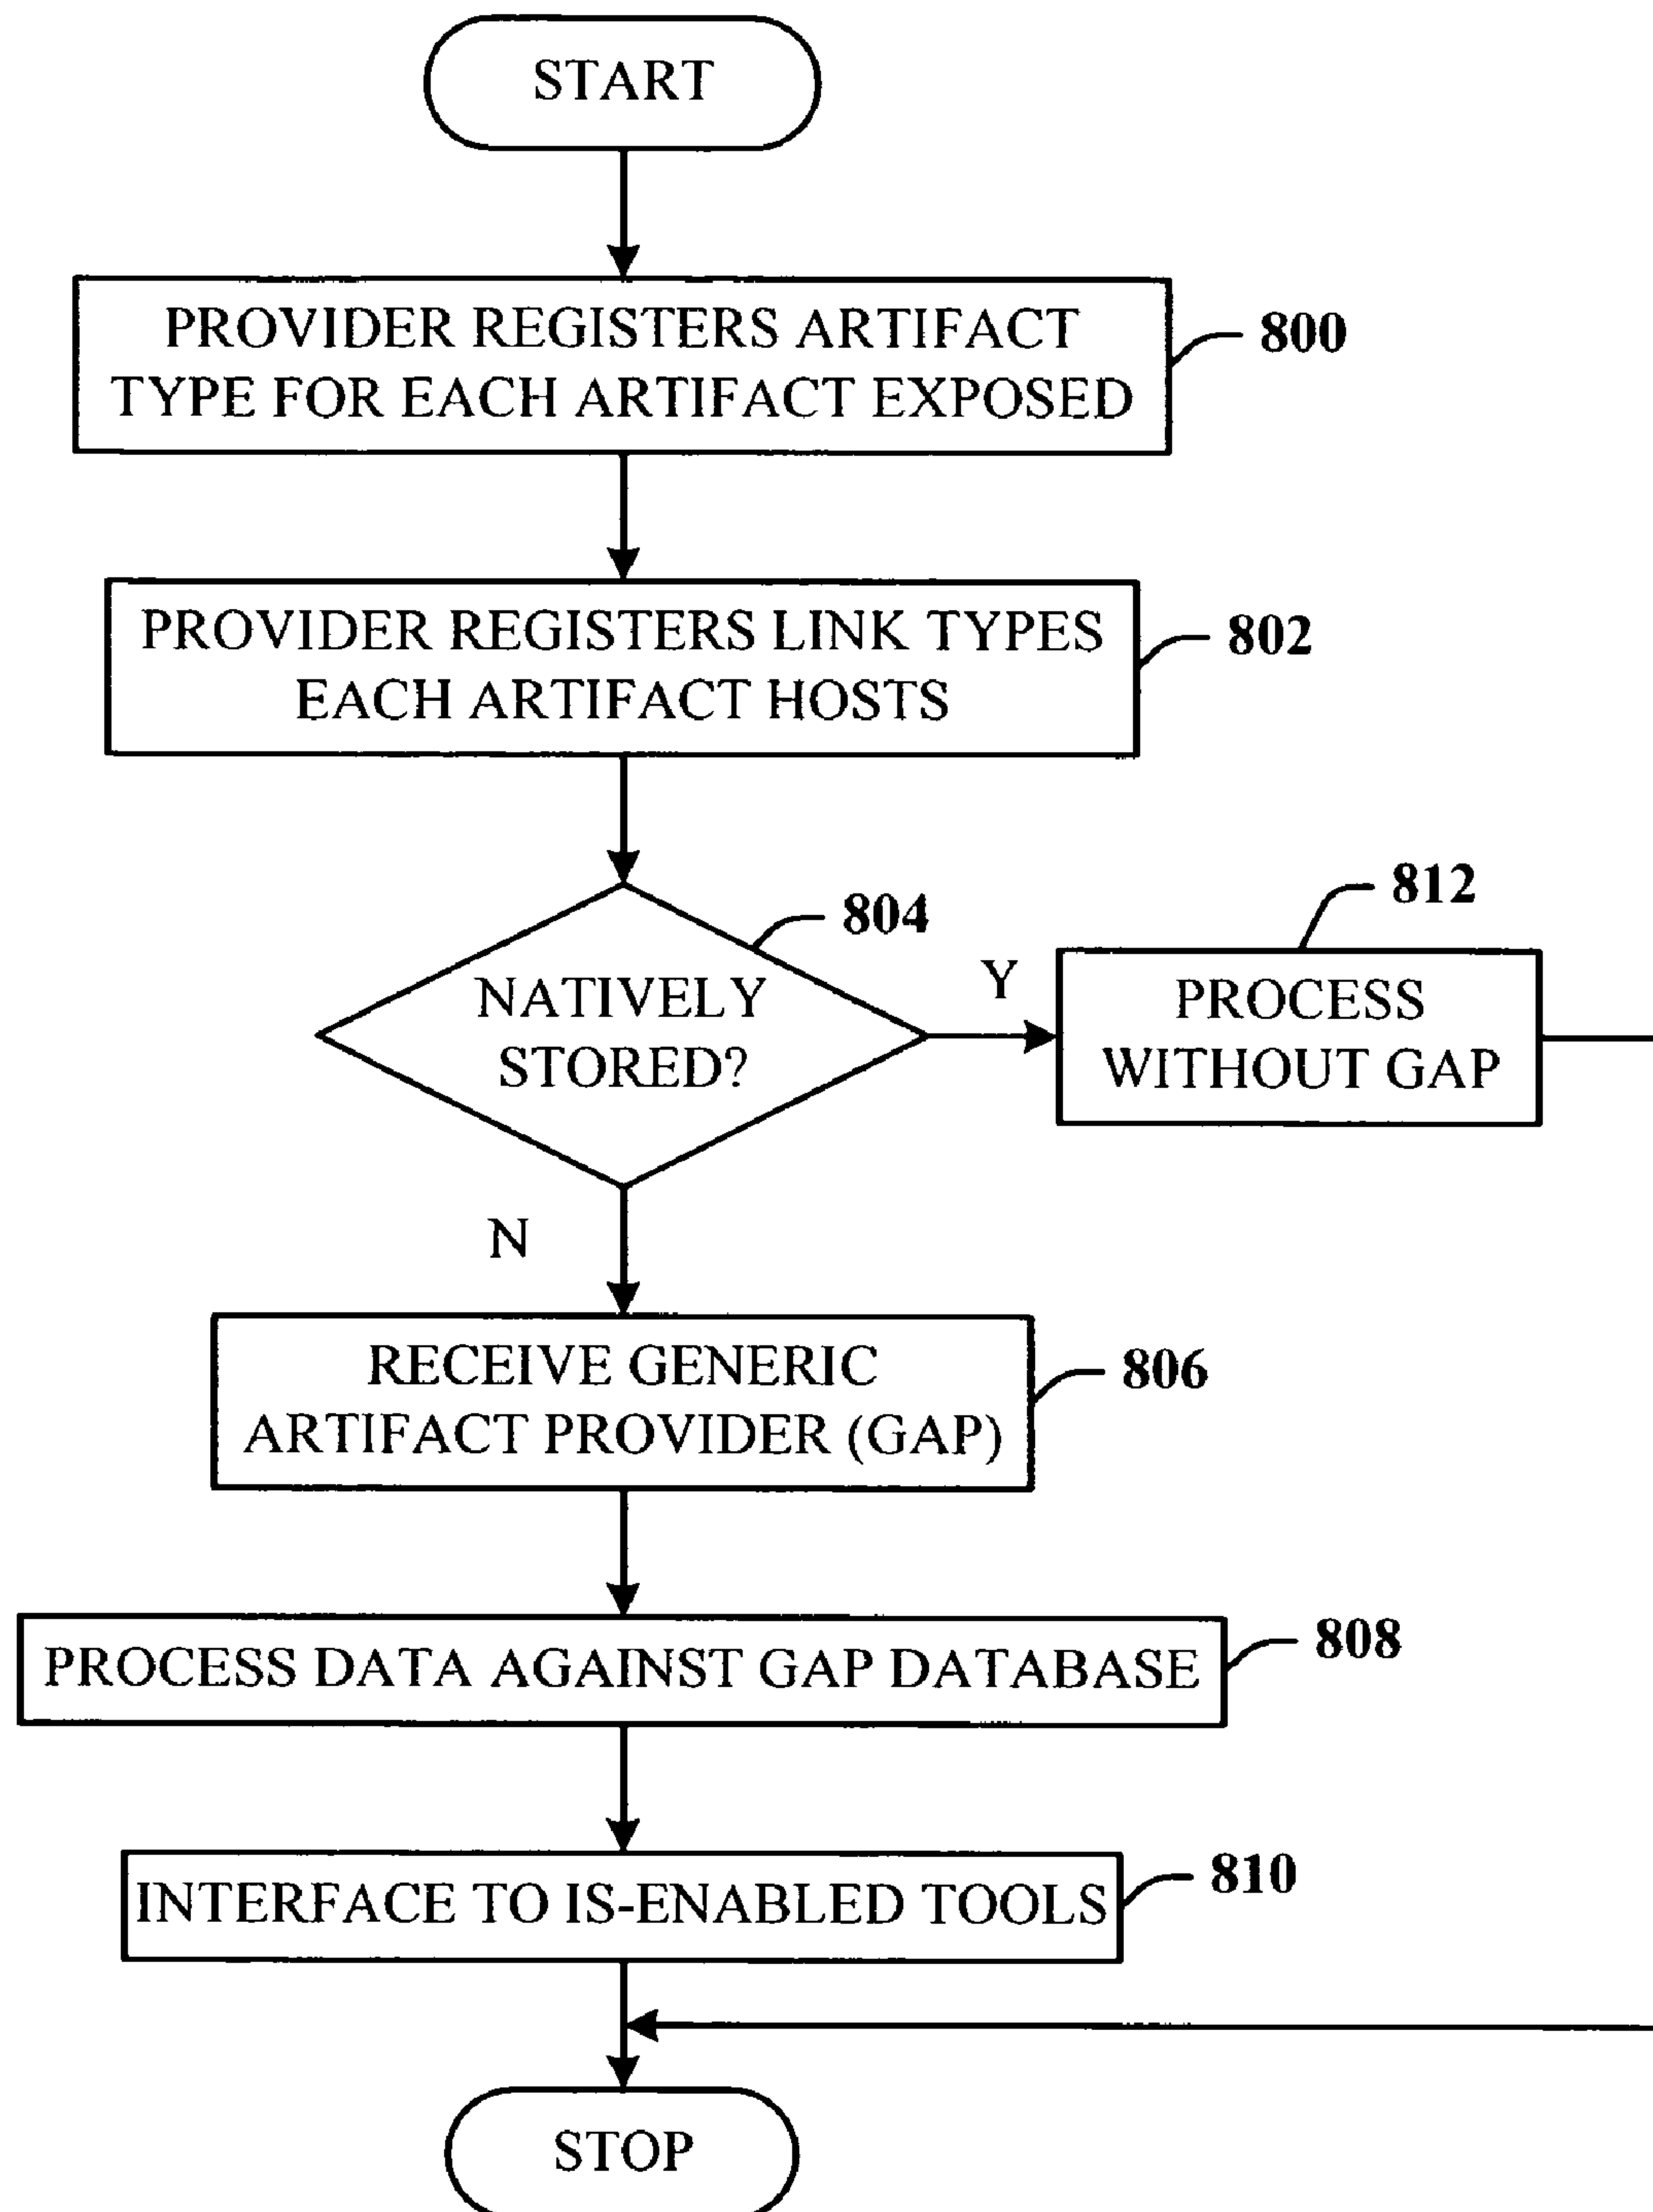 START
PROVIDER REGISTERS ARTIFACT
TYPE FOR EACH ARTIFACT EXPOSED
800
PROVIDER REGISTERS LINK TYPES
EACH ARTIFACT HOSTS
802
804
NATIVELY
STORED?
Y
812
PROCESS
WITHOUT GAP
N
RECEIVE GENERIC
ARTIFACT PROVIDER (GAP)
806
PROCESS DATA AGAINST GAP DATABASE
808
INTERFACE TO IS-ENABLED TOOLS
810
STOP